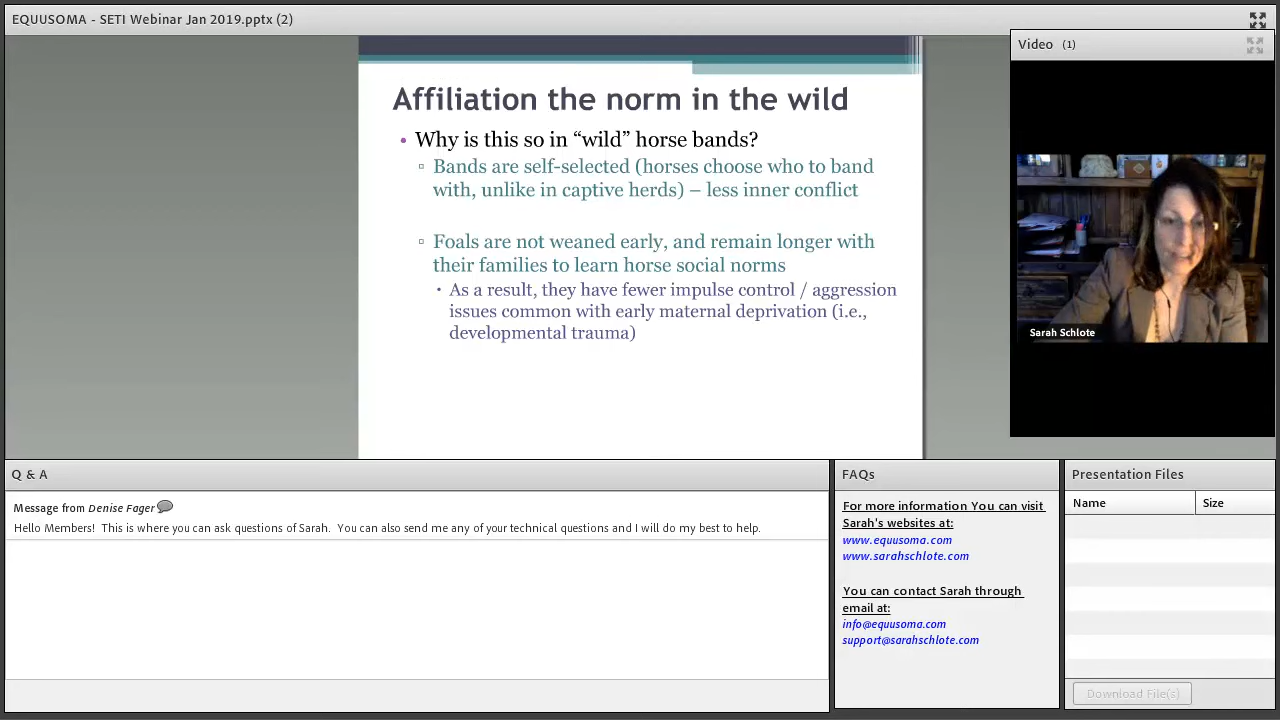 EQUUSOMA - SETI Webinar Jan 2019.pptx (2)
Video (1)
Affiliation the norm in the wild
• Why is this so in “wild” horse bands?
▫ Bands are self-selected (horses choose who to band
with, unlike in captive herds) – less inner conflict
▫ Foals are not weaned early, and remain longer with
their families to learn horse social norms
• As a result, they have fewer impulse control / aggression
issues common with early maternal deprivation (i.e.,
developmental trauma)
Sarah Schlote
Q & A
Message from Denise Fager
Hello Members! This is where you can ask questions of Sarah. You can also send me any of your technical questions and I will do my best to help.
FAQs
For more information You can visit
Sarah's websites at:
www.equusoma.com
www.sarahschlote.com
You can contact Sarah through
email at:
info@equusoma.com
support@sarahschlote.com
Presentation Files
Name Size
Download File(s)